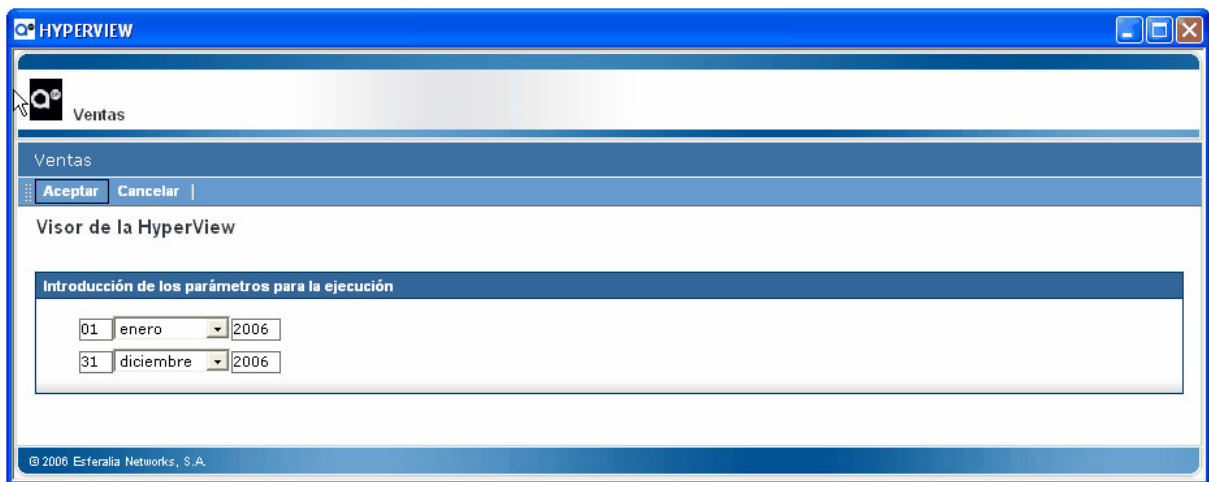 HYPERVIEW
Ventas
Ventas
Aceptar Cancelar |
Visor de la HyperView
Introducción de los parámetros para la ejecución
01 enero 2006
31 diciembre 2006
© 2006 Esferalia Networks, S.A.